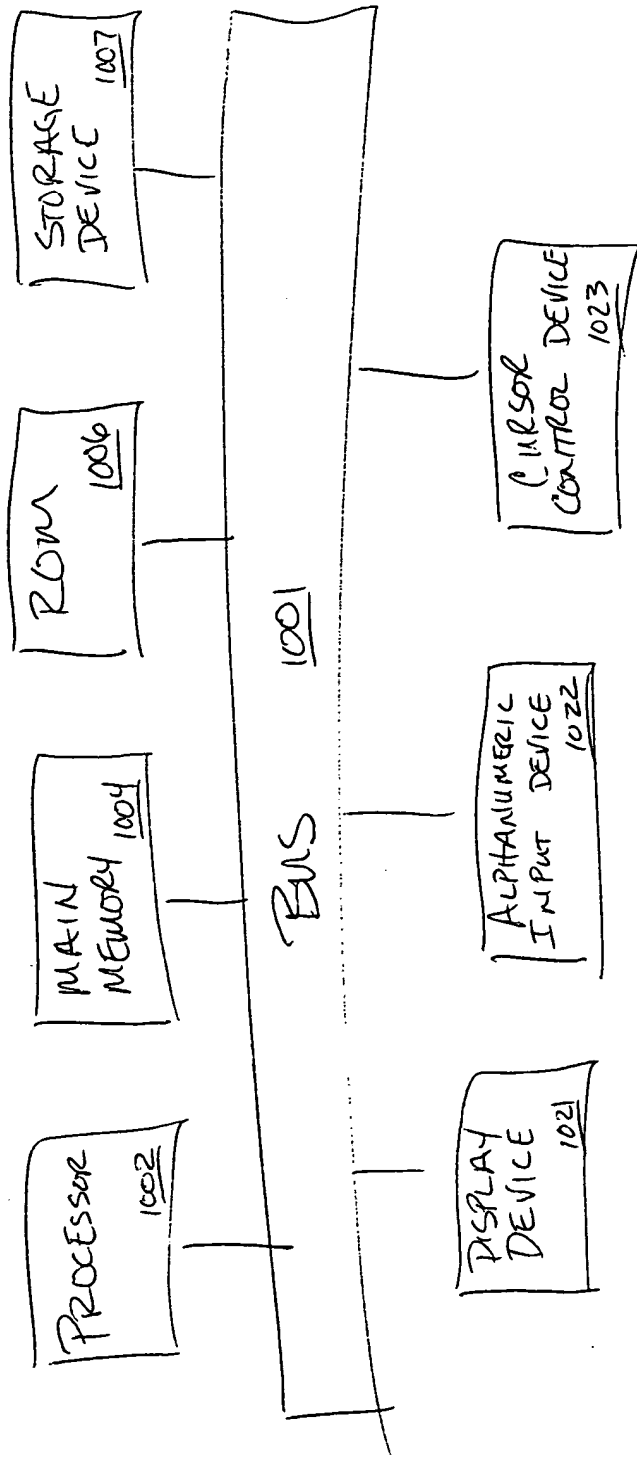 PROCESSOR
1002
MAIN
MEMORY 1004
ROM
1006
STORAGE
DEVICE
1007
BUS 1001
DISPLAY
DEVICE
1021
ALPHANUMERIC
INPUT DEVICE
1022
CURSOR
CONTROL DEVICE
1023